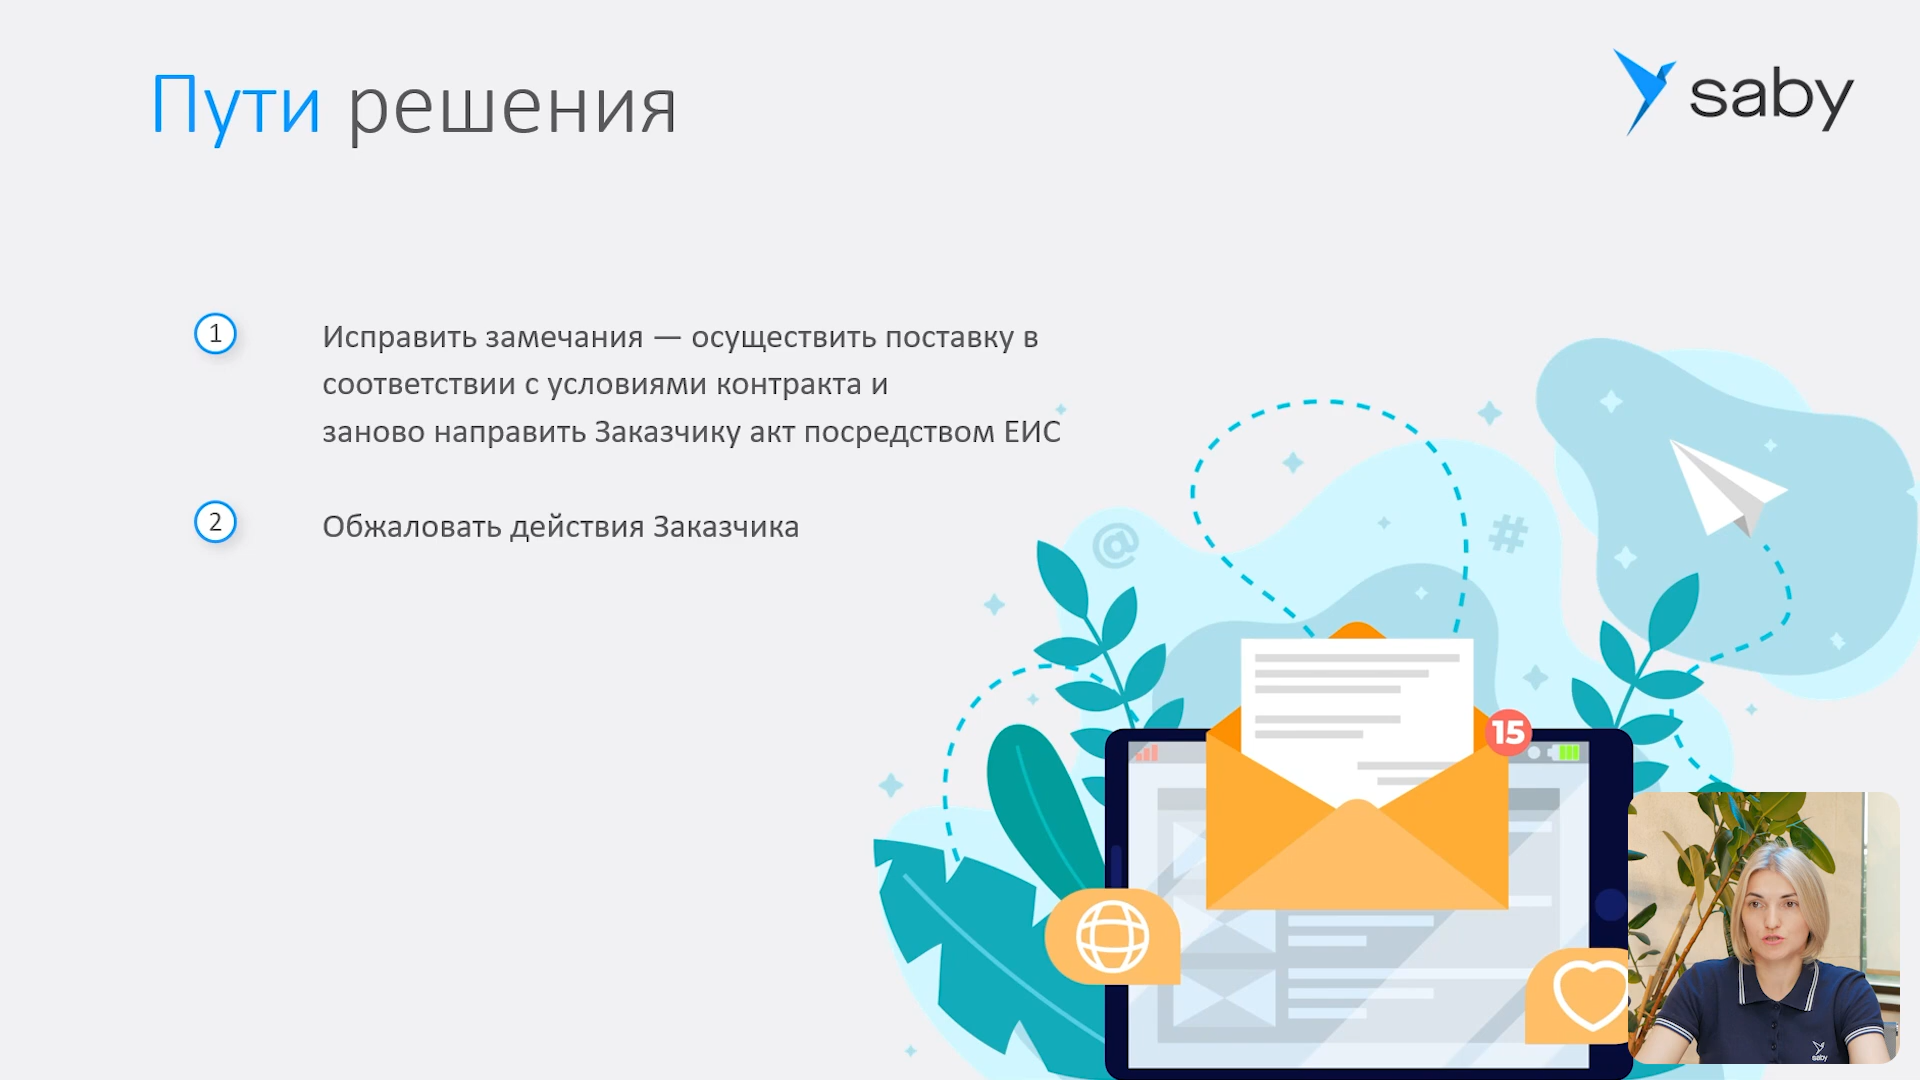 Пути решения
saby
1
Исправить замечания — осуществить поставку в
соответствии с условиями контракта и
заново направить Заказчику акт посредством ЕИС
2
Обжаловать действия Заказчика
@
#
15
saby